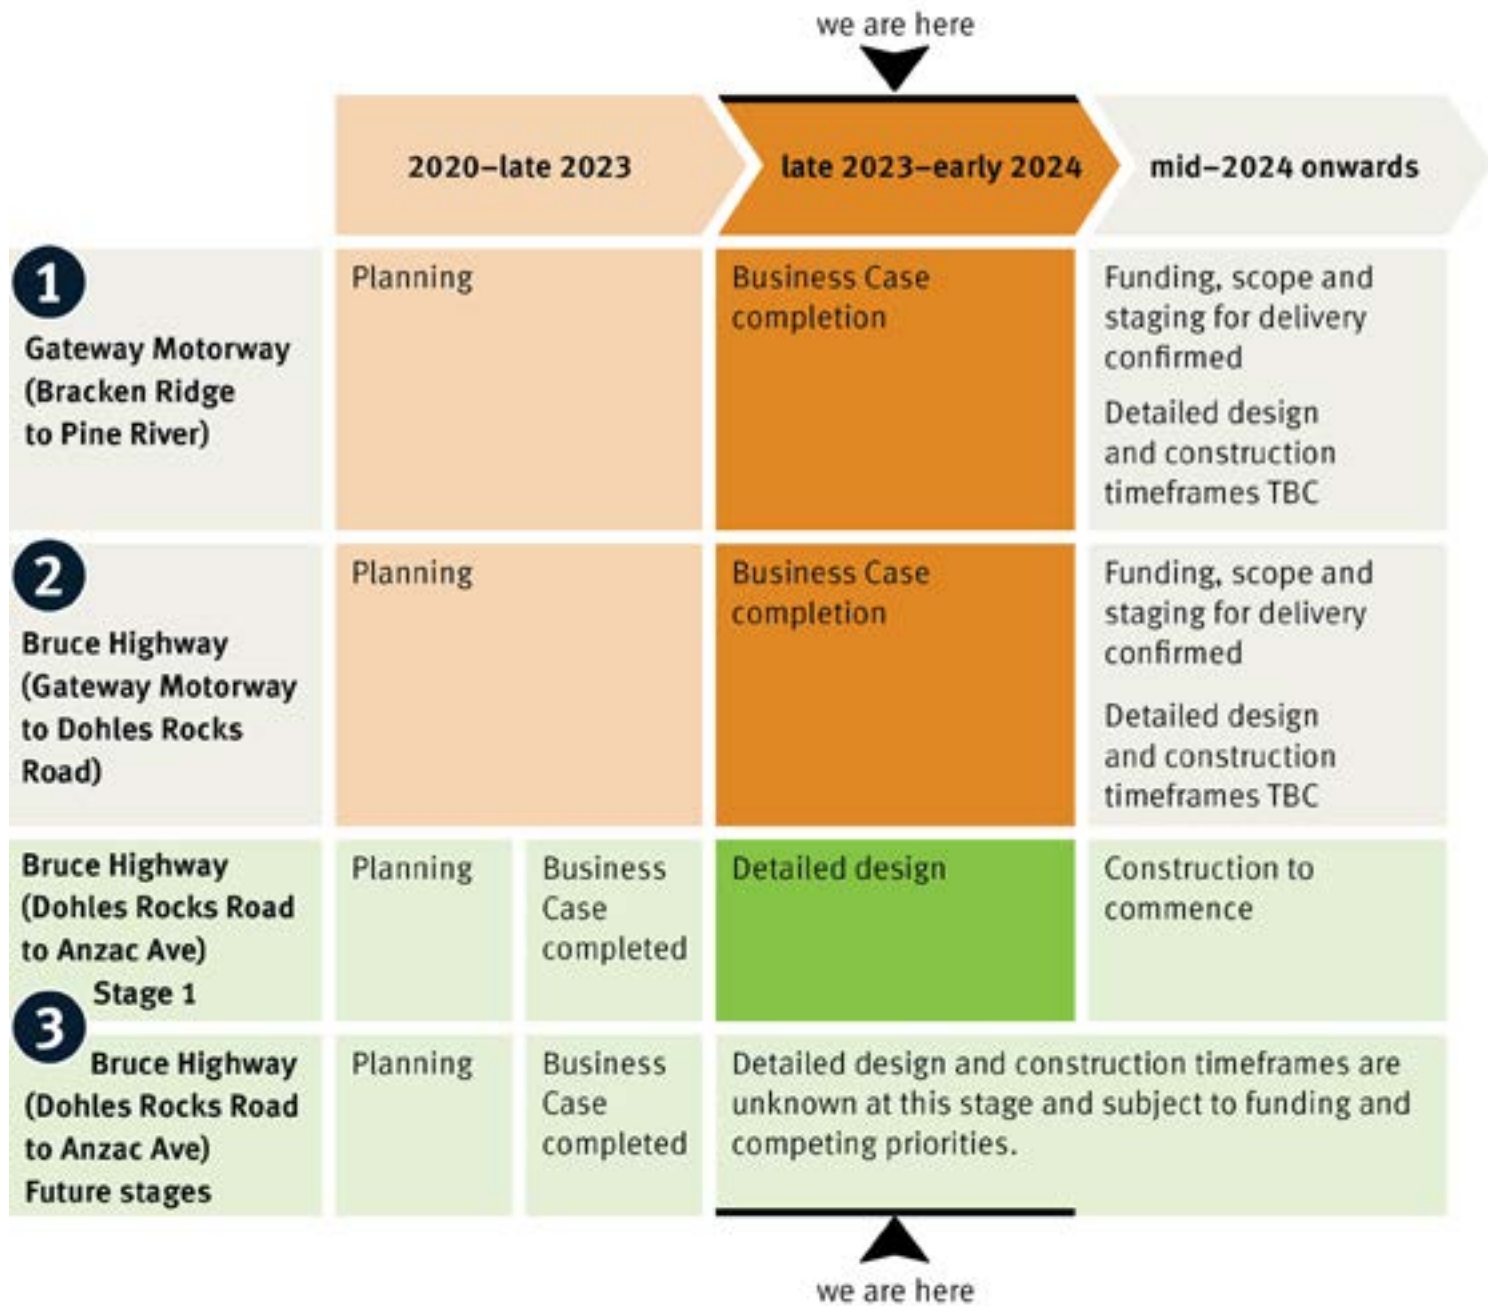 we are here
2020–late 2023
late 2023–early 2024
mid–2024 onwards
1
Gateway Motorway
(Bracken Ridge
to Pine River)
Planning
Business Case
completion
Funding, scope and
staging for delivery
confirmed
Detailed design
and construction
timeframes TBC
2
Bruce Highway
(Gateway Motorway
to Dohles Rocks
Road)
Planning
Business Case
completion
Funding, scope and
staging for delivery
confirmed
Detailed design
and construction
timeframes TBC
Bruce Highway
(Dohles Rocks Road
to Anzac Ave)
Stage 1
Planning
Business
Case
completed
Detailed design
Construction to
commence
3
Bruce Highway
(Dohles Rocks Road
to Anzac Ave)
Future stages
Planning
Business
Case
completed
Detailed design and construction timeframes are
unknown at this stage and subject to funding and
competing priorities.
we are here